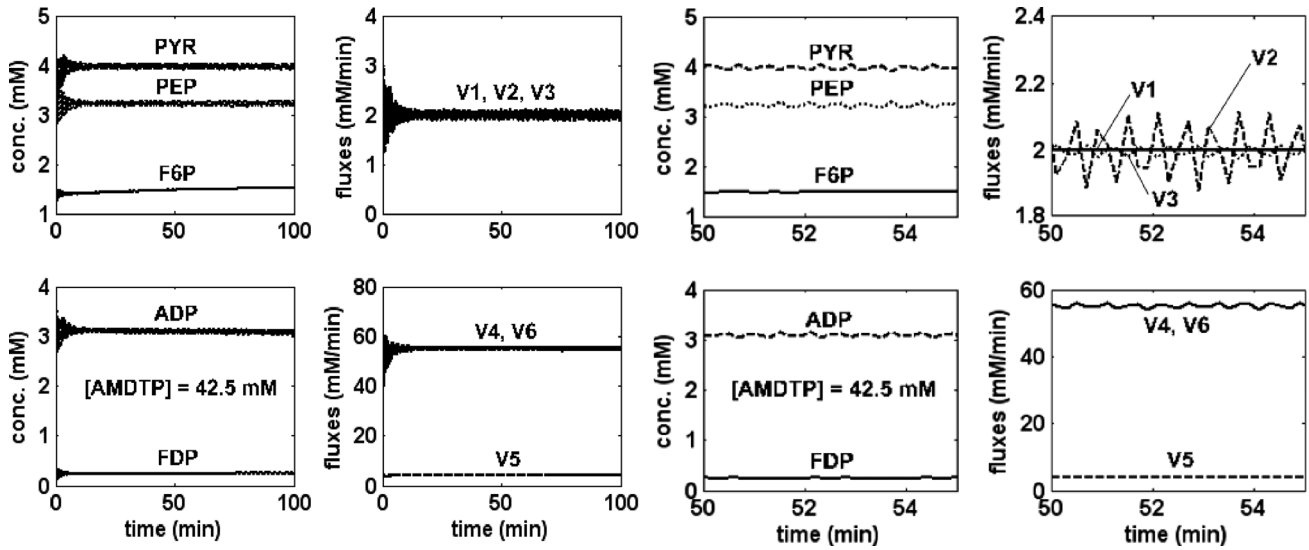 5
4
3
2
1
conc. (mM)
PYR
PEP
F6P
0
50
100
4
3
2
1
0
fluxes (mM/min)
V1, V2, V3
0
50
100
5
4
3
2
1
conc. (mM)
PYR
PEP
F6P
50
52
54
2.4
2.2
2
1.8
fluxes (mM/min)
V1
V2
V3
50
52
54
4
3
2
1
0
conc. (mM)
ADP
[AMDTP] = 42.5 mM
FDP
0
50
100
time (min)
80
60
40
20
0
fluxes (mM/min)
V4, V6
V5
0
50
100
time (min)
4
3
2
1
0
conc. (mM)
ADP
[AMDTP] = 42.5 mM
FDP
50
52
54
time (min)
60
40
20
0
fluxes (mM/min)
V4, V6
V5
50
52
54
time (min)